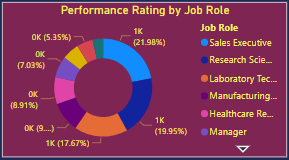 Performance Rating by Job Role
0K (5.35%)
1K
(21.98%)
0K
(7.03%)
0K
(8.91%)
0K (9....)
1K (17.67%)
1K
(19.95%)
Job Role
Sales Executive
Research Scie...
Laboratory Tec...
Manufacturing...
Healthcare Re...
Manager